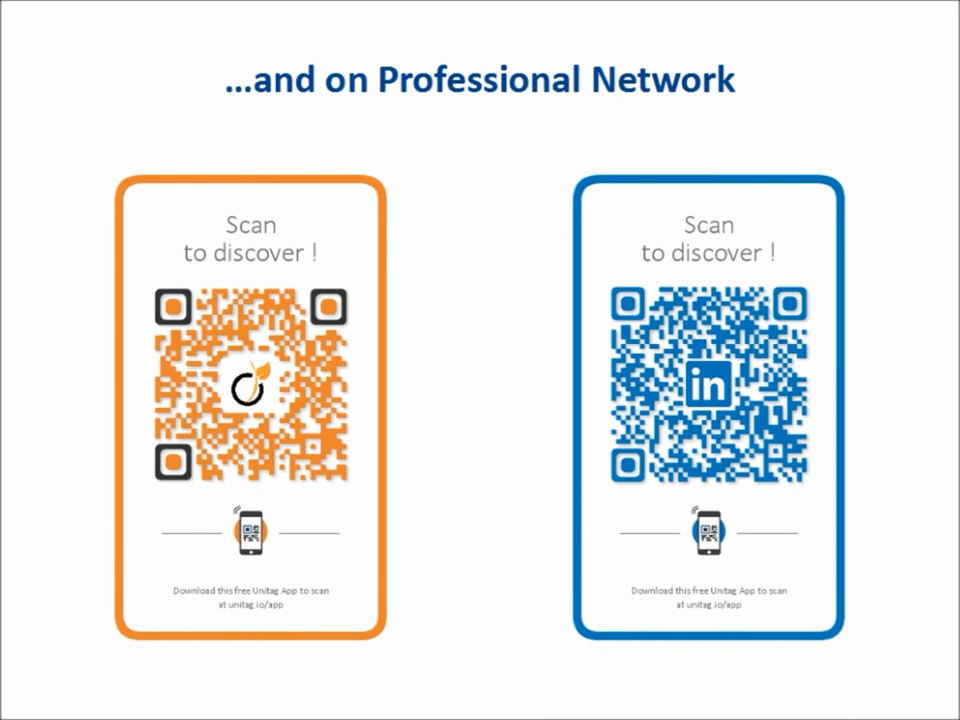 ...and on Professional Network
Scan
to discover !
Download this free Unitag App to scan
at unitag.io/app
Scan
to discover !
in
Download this free Unitag App to scan
at unitag.io/app